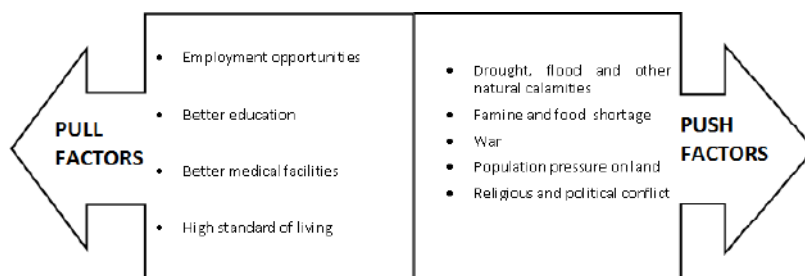 PULL
FACTORS
• Employment opportunities
• Better education
• Better medical facilities
• High standard of living
• Drought, flood and other
natural calamities
• Famine and food shortage
• War
• Population pressure on land
• Religious and political conflict
PUSH
FACTORS